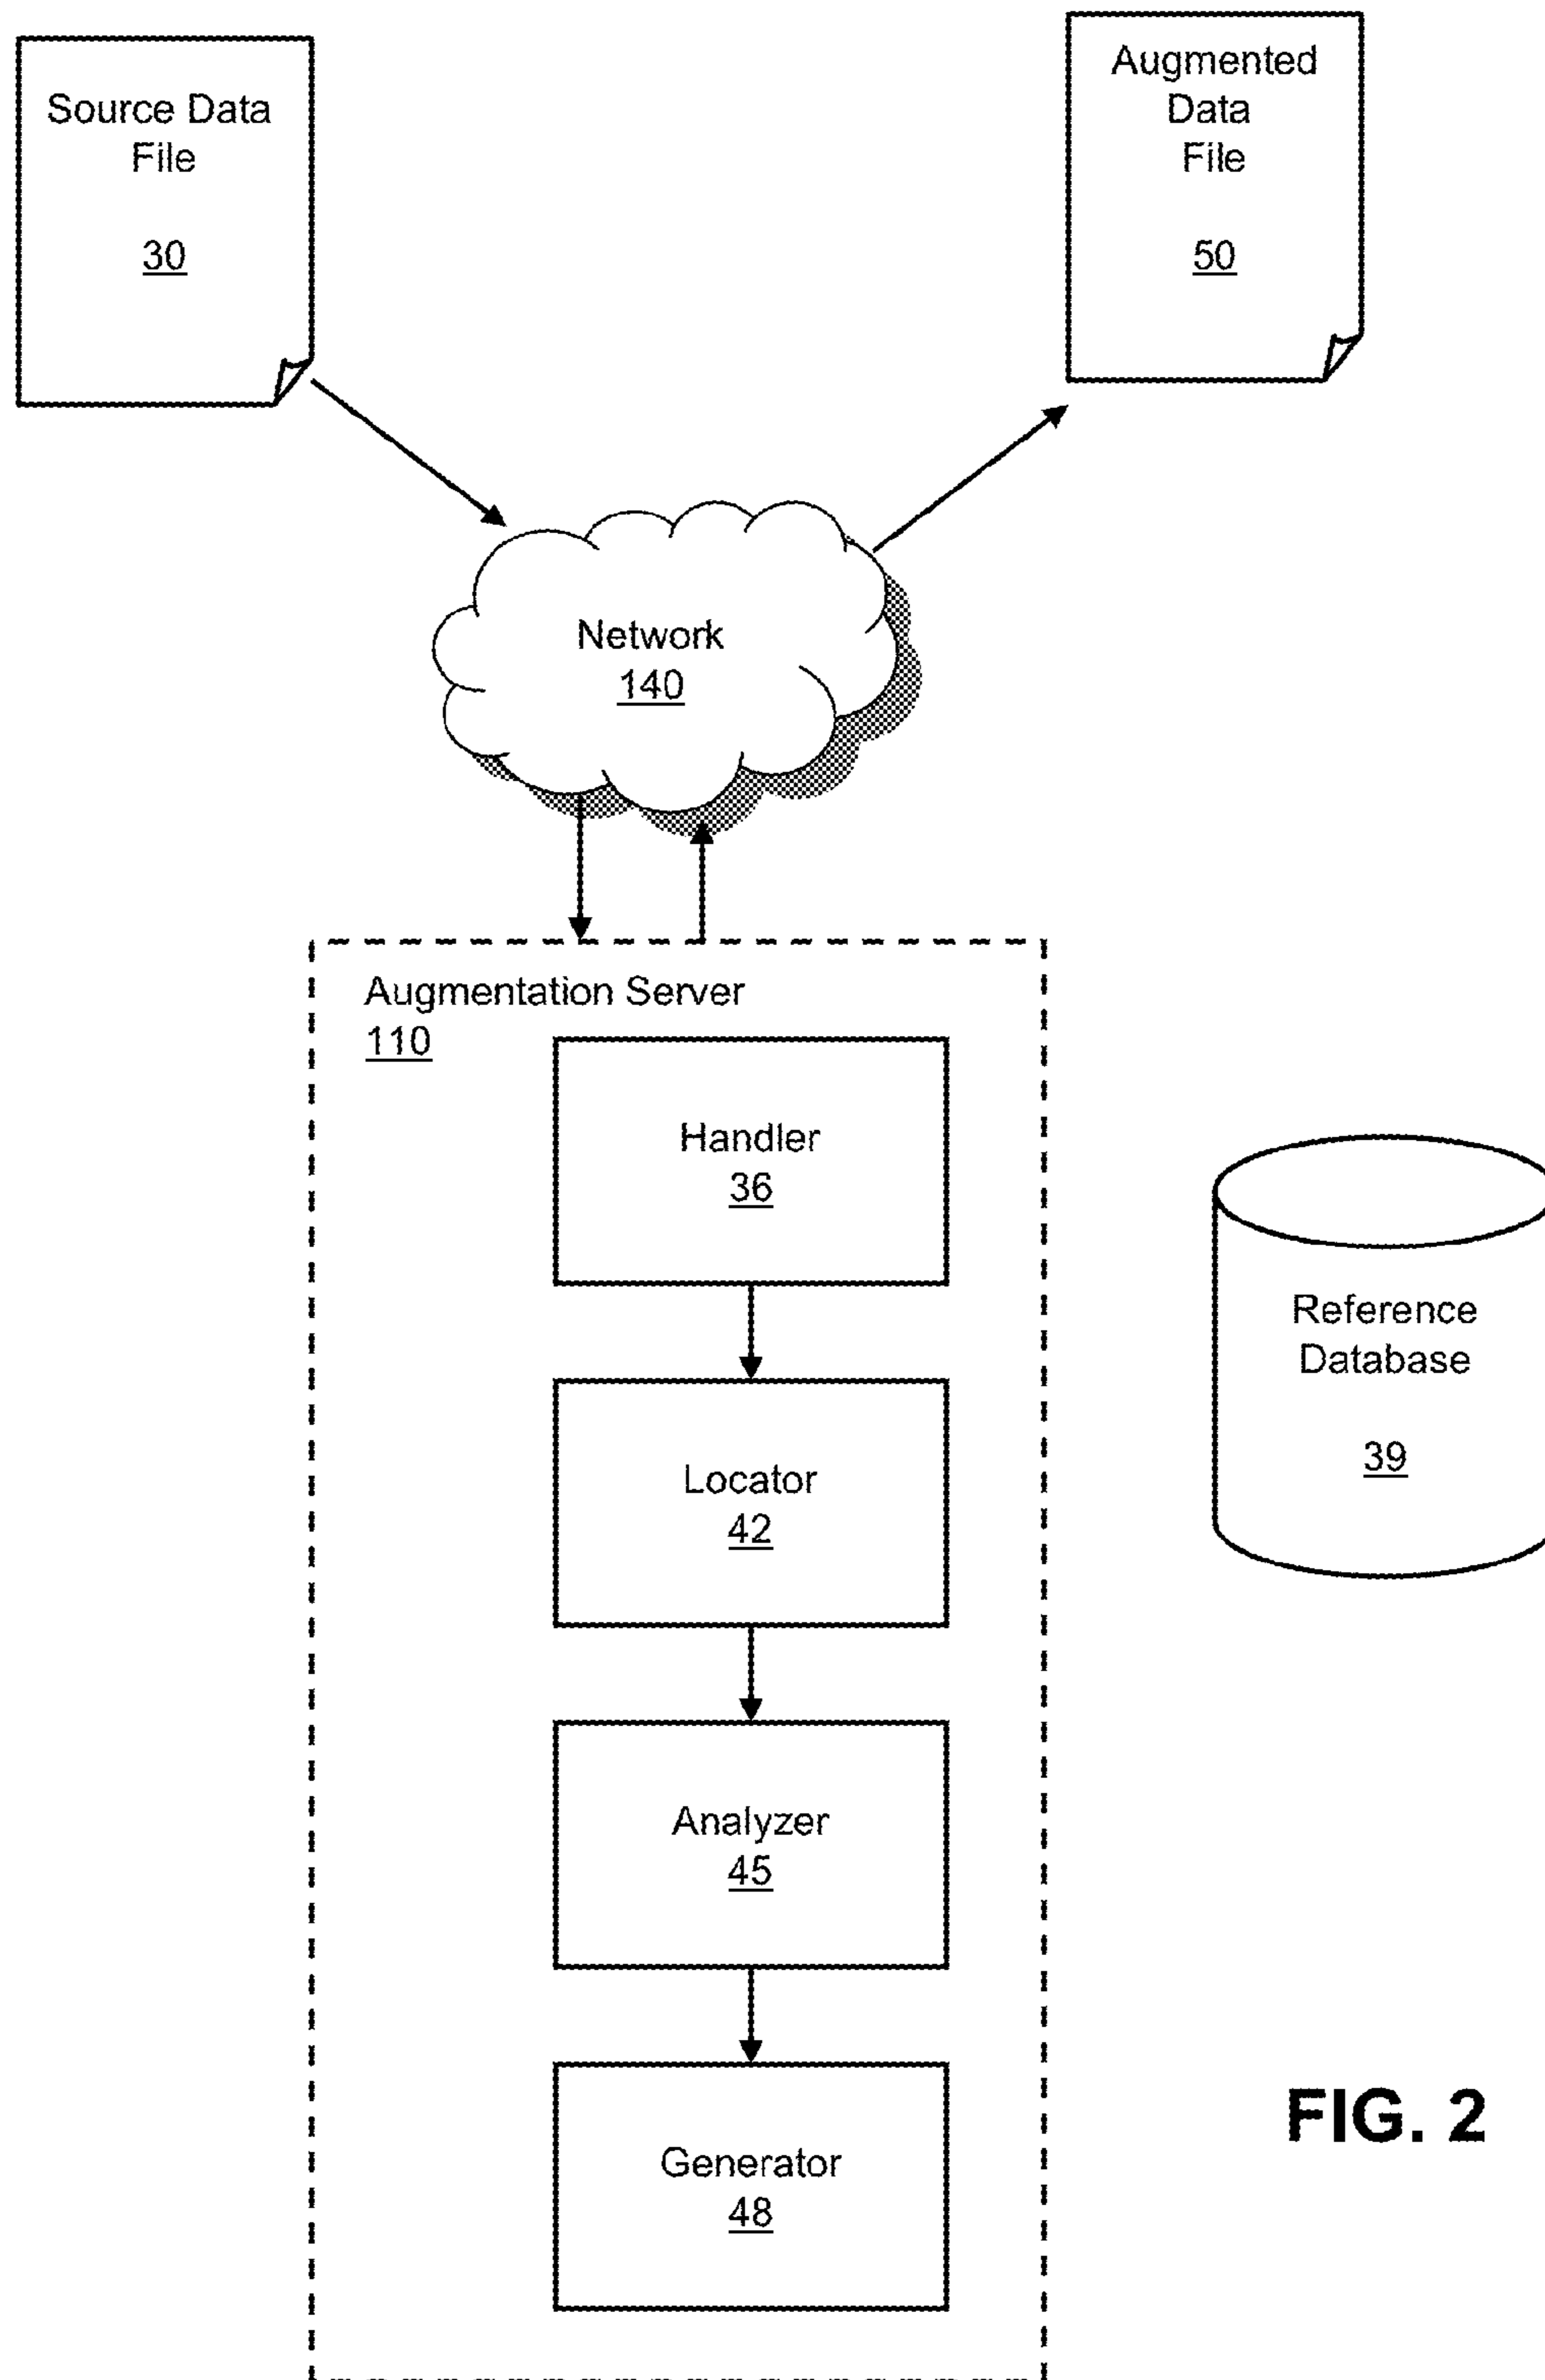 Source Data
File
30
Augmented
Data
File
50
Network
140
Augmentation Server
110
Handler
36
Locator
42
Analyzer
45
Generator
48
Reference
Database
39
FIG. 2